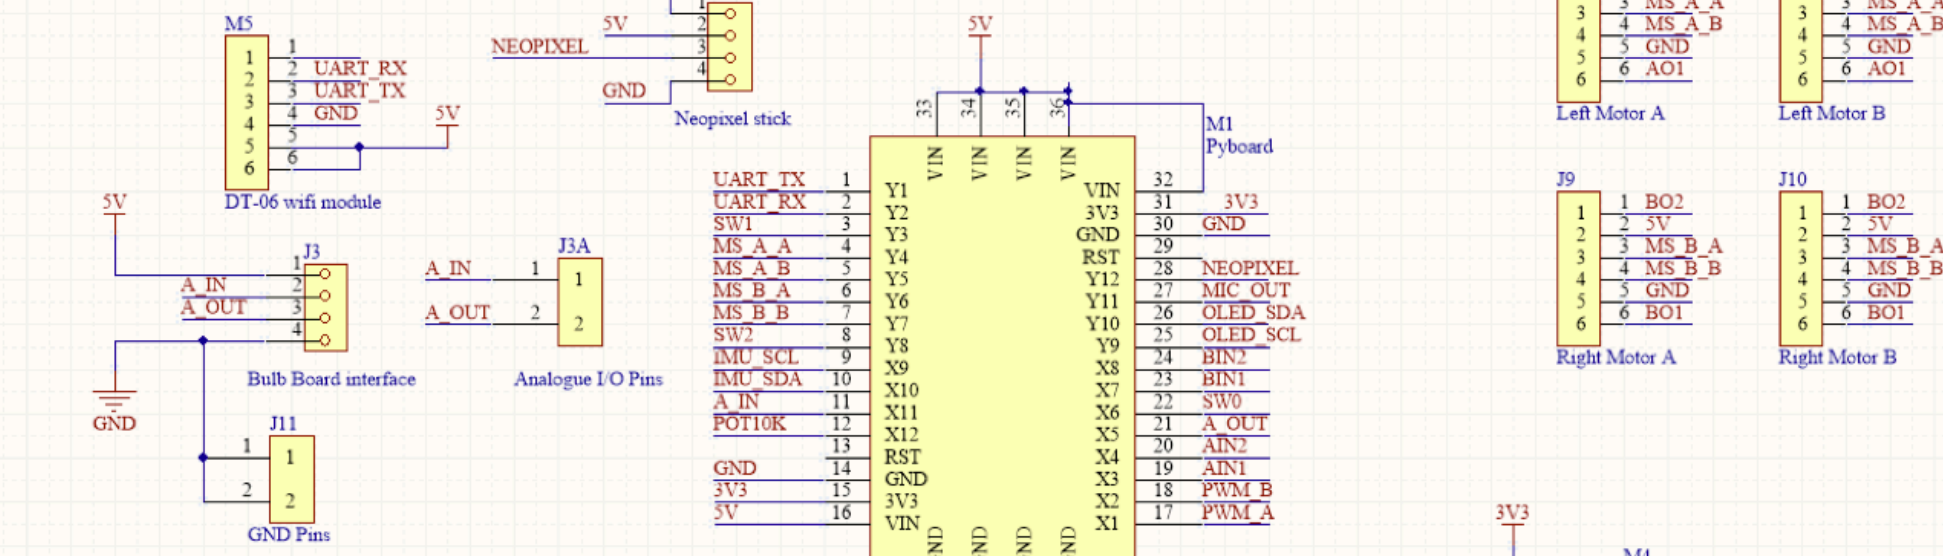 M5
1 1
2 2 UART_RX
3 3 UART_TX
4 4 GND
5 5 5V
6 6
DT-06 wifi module
1
5V 2
NEOPIXEL 3
GND 4
Neopixel stick
5V
33 34 35 36
VIN VIN VIN VIN
M1
Pyboard
UART_TX 1 Y1
UART_RX 2 Y2
SW1 3 Y3
MS_A_A 4 Y4
MS_A_B 5 Y5
MS_B_A 6 Y6
MS_B_B 7 Y7
SW2 8 Y8
IMU_SCL 9 X9
IMU_SDA 10 X10
A_IN 11 X11
POT10K 12 X12
13 RST
GND 14 GND
3V3 15 3V3
5V 16 VIN
VIN 32
3V3 31 3V3
GND 30 GND
RST 29
Y12 28 NEOPIXEL
Y11 27 MIC_OUT
Y10 26 OLED_SDA
Y9 25 OLED_SCL
X8 24 BIN2
X7 23 BIN1
X6 22 SW0
X5 21 A_OUT
X4 20 AIN2
X3 19 AIN1
X2 18 PWM_B
X1 17 PWM_A
ND ND ND ND
5V
J3
1
A_IN 2
A_OUT 3
4
Bulb Board interface
GND
J3A
A_IN 1 1
A_OUT 2 2
Analogue I/O Pins
J11
1 1
2 2
GND Pins
3 3 MS_A_A
4 4 MS_A_B
5 5 GND
6 6 AO1
Left Motor A
3 3 MS_A_A
4 4 MS_A_B
5 5 GND
6 6 AO1
Left Motor B
J9
1 1 BO2
2 2 5V
3 3 MS_B_A
4 4 MS_B_B
5 5 GND
6 6 BO1
Right Motor A
J10
1 1 BO2
2 2 5V
3 3 MS_B_A
4 4 MS_B_B
5 5 GND
6 6 BO1
Right Motor B
3V3
M4